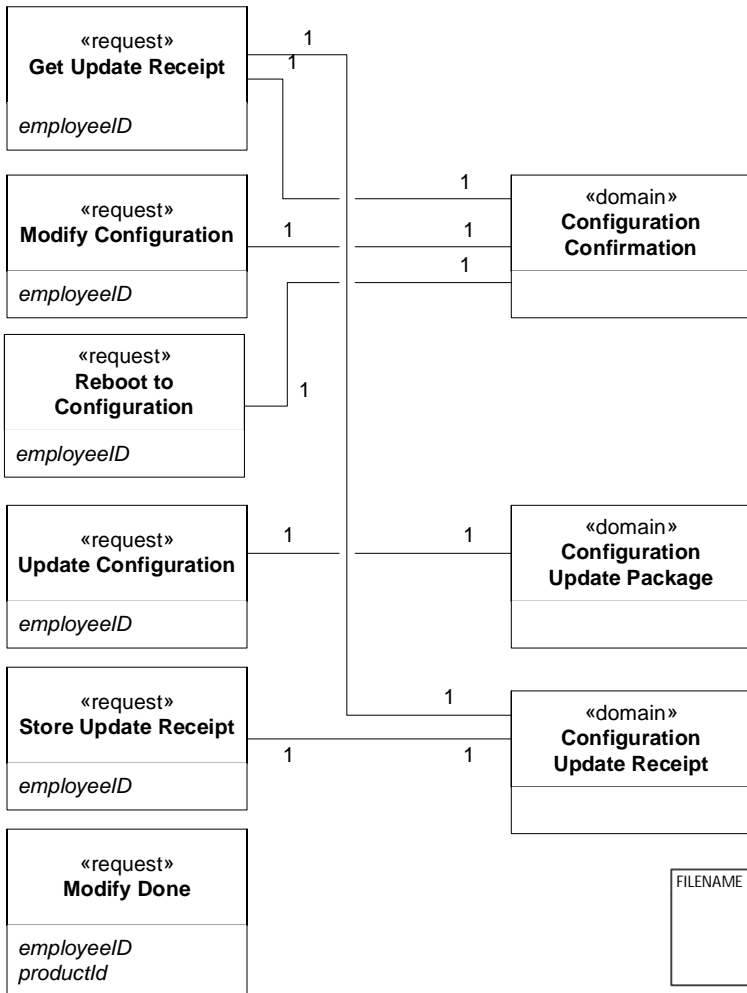 «request»
Get Update Receipt
employeeID
1
1
«request»
Modify Configuration
employeeID
1
1
1
1
«domain»
Configuration
Confirmation
«request»
Reboot to
Configuration
employeeID
1
«request»
Update Configuration
employeeID
1
1
«domain»
Configuration
Update Package
«request»
Store Update Receipt
employeeID
1
1
1
«domain»
Configuration
Update Receipt
«request»
Modify Done
employeeID
productId
FILENAME